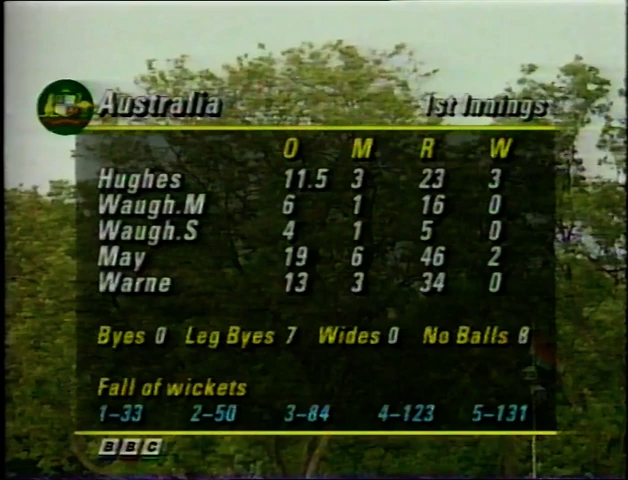 Australia 1st Innings
O M R W
Hughes 11.5 3 23 3
Waugh.M 6 1 16 0
Waugh.S 4 1 5 0
May 19 6 46 2
Warne 13 3 34 0
Byes 0 Leg Byes 7 Wides 0 No Balls 8
Fall of wickets
1-33 2-50 3-84 4-123 5-131
BBC